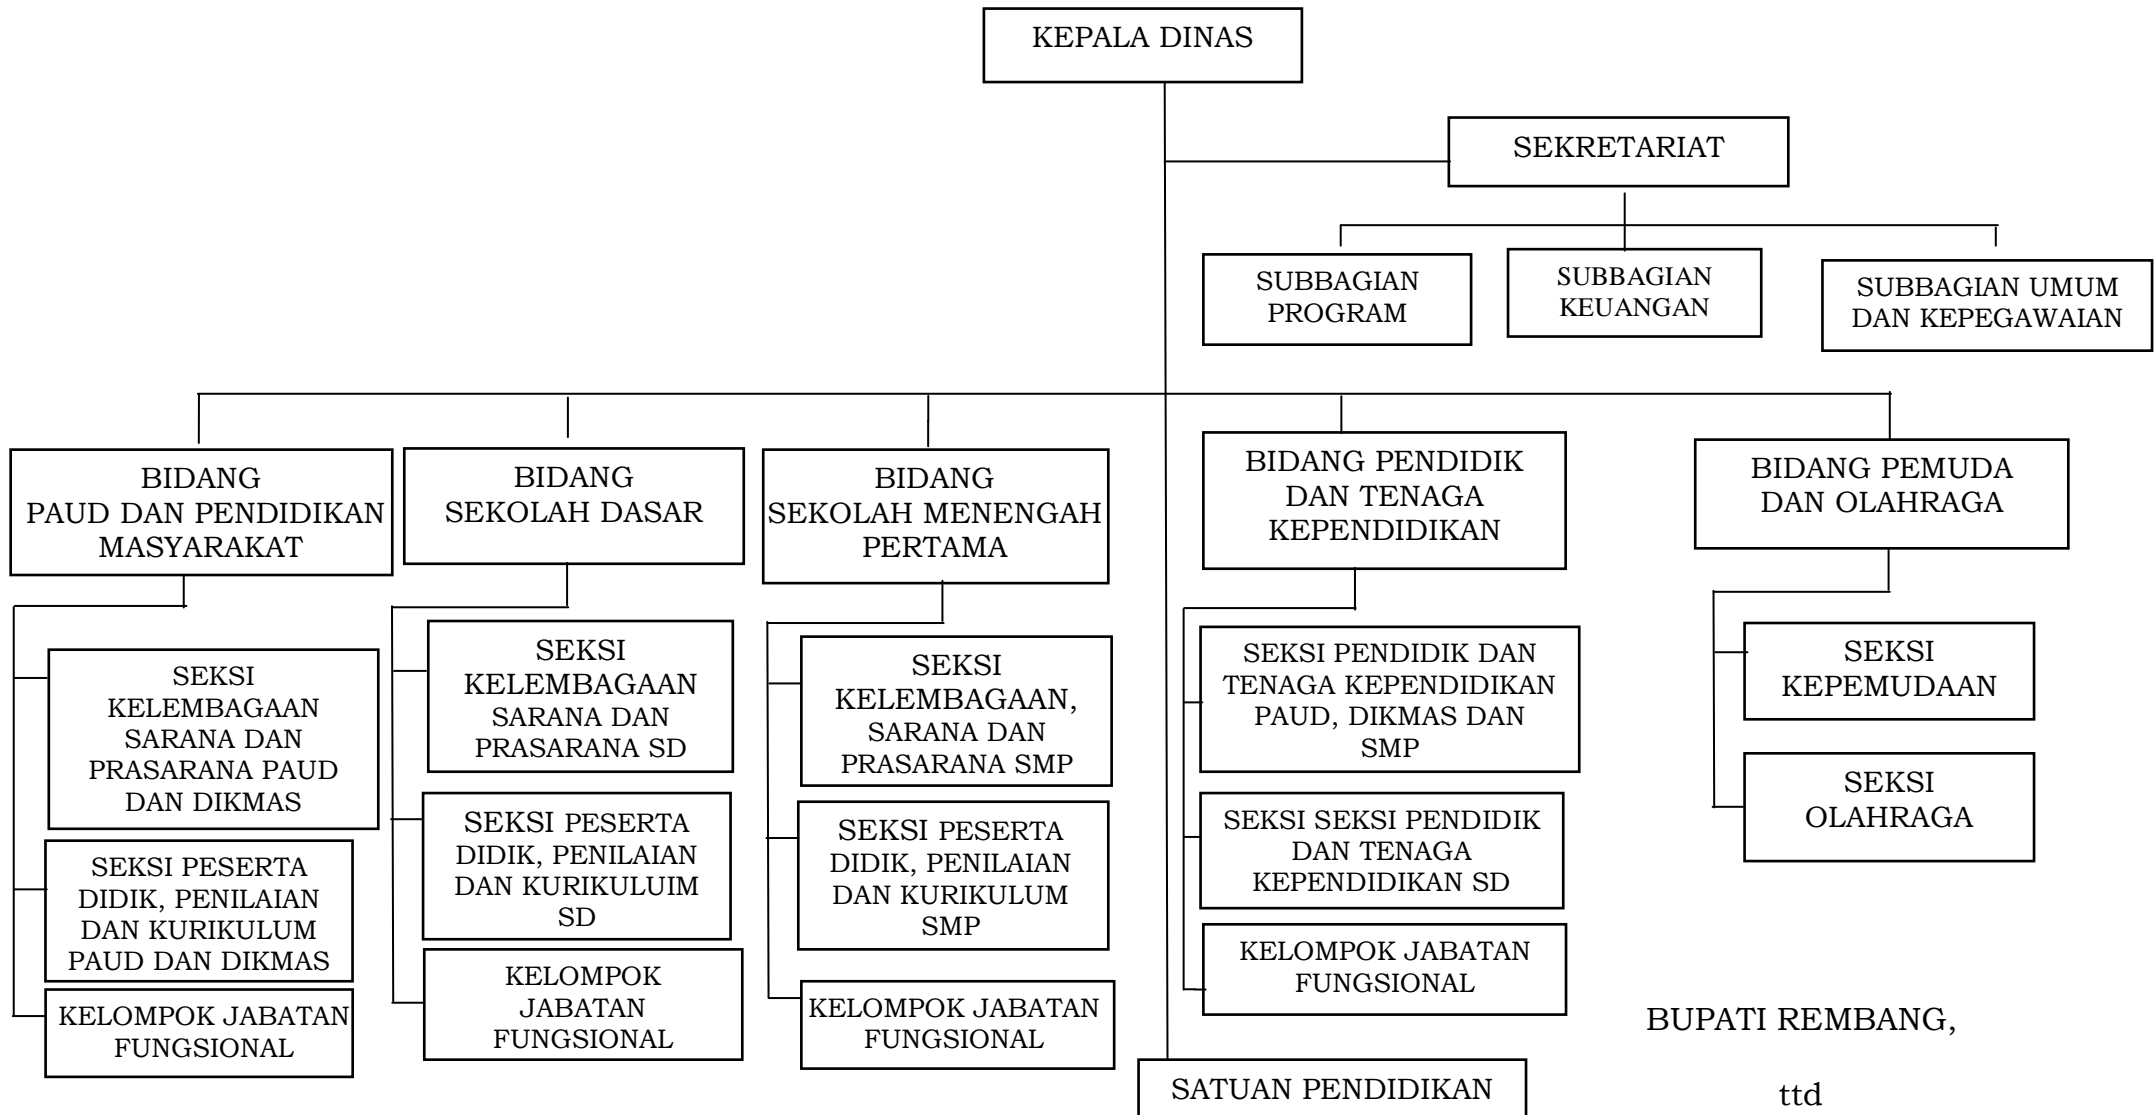 KEPALA DINAS
SEKRETARIAT
SUBBAGIAN
PROGRAM
SUBBAGIAN
KEUANGAN
SUBBAGIAN UMUM
DAN KEPEGAWAIAN
BIDANG
PAUD DAN PENDIDIKAN
MASYARAKAT
BIDANG
SEKOLAH DASAR
BIDANG
SEKOLAH MENENGAH
PERTAMA
BIDANG PENDIDIK
DAN TENAGA
KEPENDIDIKAN
BIDANG PEMUDA
DAN OLAHRAGA
SEKSI
KELEMBAGAAN
SARANA DAN
PRASARANA PAUD
DAN DIKMAS
SEKSI PESERTA
DIDIK, PENILAIAN
DAN KURIKULUM
PAUD DAN DIKMAS
KELOMPOK JABATAN
FUNGSIONAL
SEKSI
KELEMBAGAAN
SARANA DAN
PRASARANA SD
SEKSI PESERTA
DIDIK, PENILAIAN
DAN KURIKULUIM
SD
KELOMPOK
JABATAN
FUNGSIONAL
SEKSI
KELEMBAGAAN,
SARANA DAN
PRASARANA SMP
SEKSI PESERTA
DIDIK, PENILAIAN
DAN KURIKULUM
SMP
KELOMPOK JABATAN
FUNGSIONAL
SEKSI PENDIDIK DAN
TENAGA KEPENDIDIKAN
PAUD, DIKMAS DAN
SMP
SEKSI SEKSI PENDIDIK
DAN TENAGA
KEPENDIDIKAN SD
KELOMPOK JABATAN
FUNGSIONAL
SEKSI
KEPEMUDAAN
SEKSI
OLAHRAGA
SATUAN PENDIDIKAN
BUPATI REMBANG,
ttd